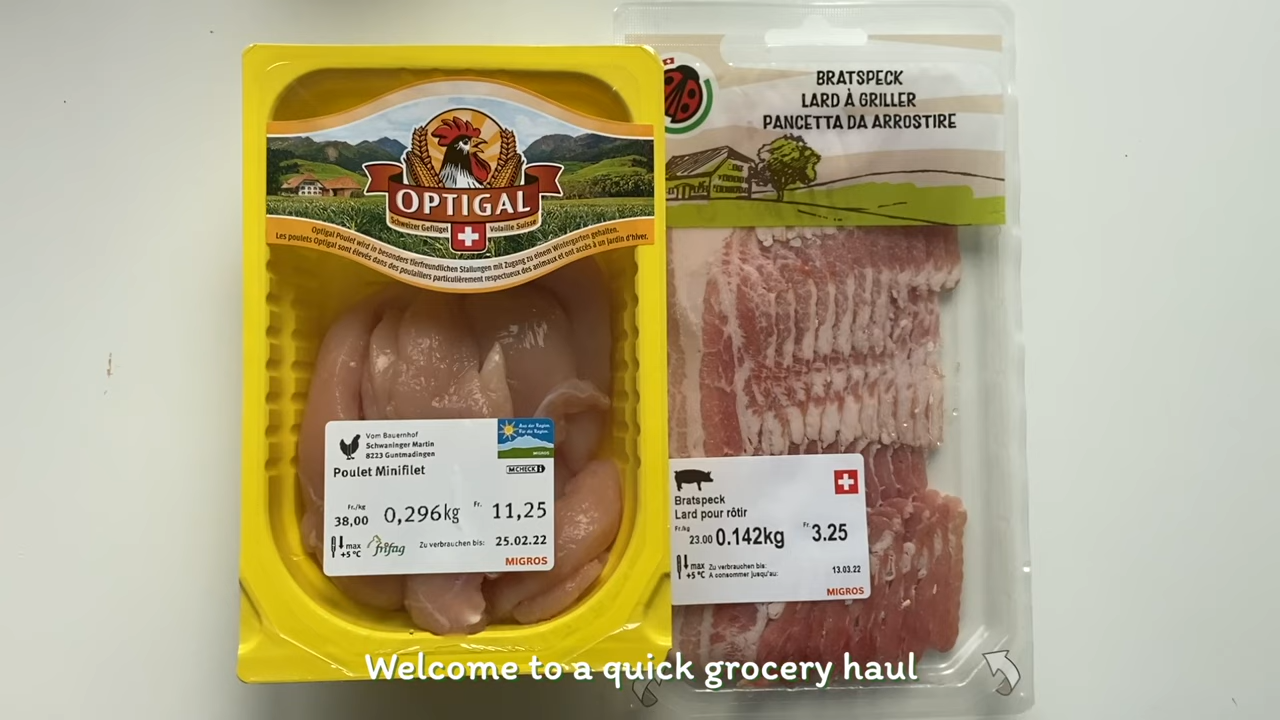 OPTIGAL
Schweizer Geflügel Volaille Suisse
Optigal Poulet wird in besonders tierfreundlichen Stallungen mit Zugang zu einem Wintergarten gehalten.
Les poulets Optigal sont élevés dans des poulaillers particulièrement respectueux des animaux et ont accès à un jardin d'hiver.
Vom Bauernhof
Schwaninger Martin
8223 Guntmadingen
Aus der Region.
Für die Region.
MIGROS
Poulet Minifilet
M CHECK i
Fr./kg
38,00
0,296kg
Fr.
11,25
max
+5 °C
frifag
Zu verbrauchen bis:
25.02.22
MIGROS
BRATSPECK
LARD À GRILLER
PANCETTA DA ARROSTIRE
Bratspeck
Lard pour rôtir
Fr./kg
23.00
0.142kg
Fr.
3.25
max
+5 °C
Zu verbrauchen bis:
A consommer jusqu'au:
13.03.22
MIGROS
Welcome to a quick grocery haul